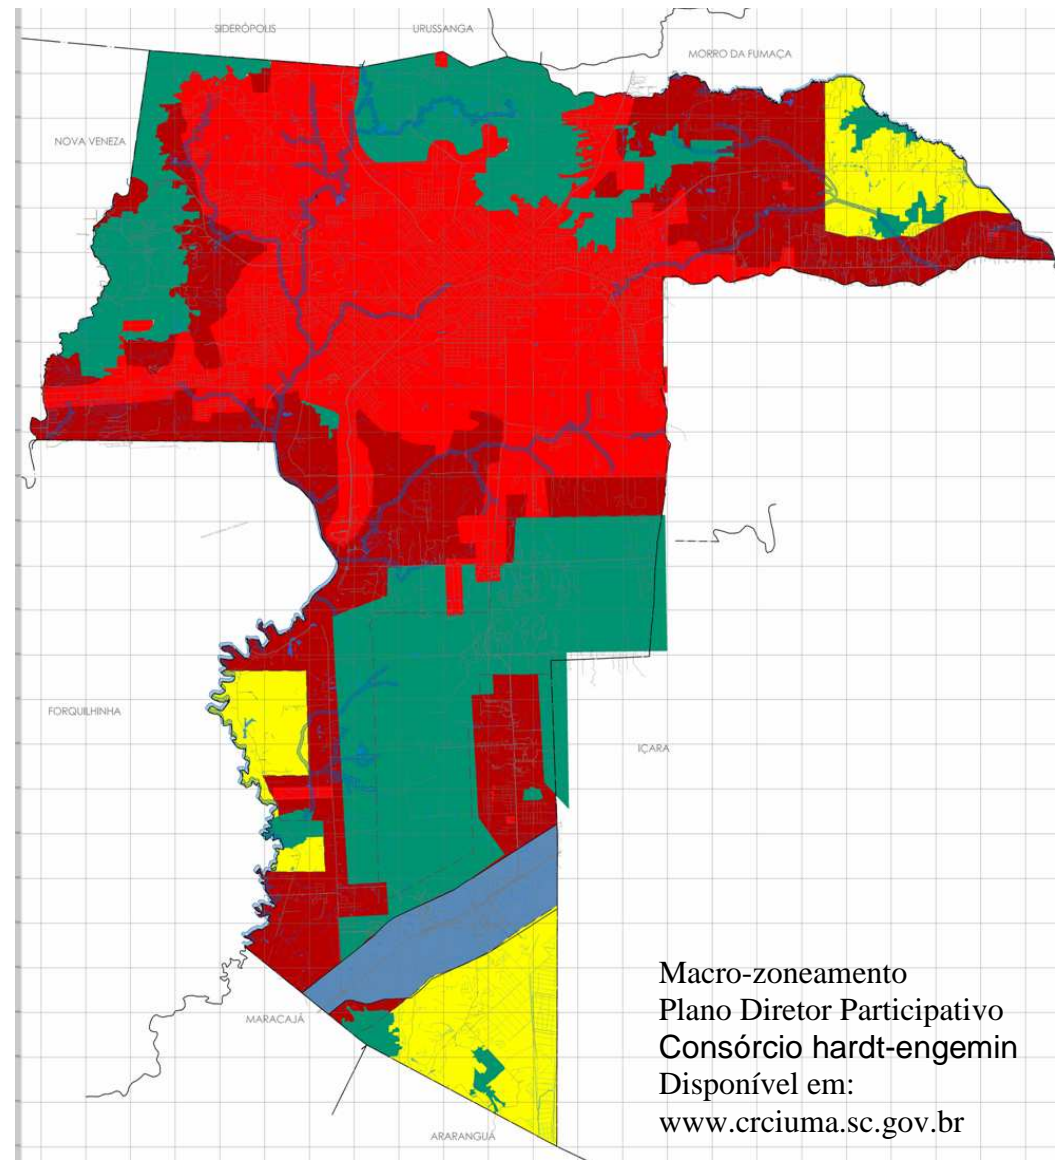 SIDERÓPOLIS
URUSSANGA
MORRO DA FUMAÇA
NOVA VENEZA
FORQUILHINHA
IÇARA
MARACAJÁ
ARARANGUÁ
Macro-zoneamento
Plano Diretor Participativo
Consórcio hardt-engemin
Disponível em:
www.crciuma.sc.gov.br